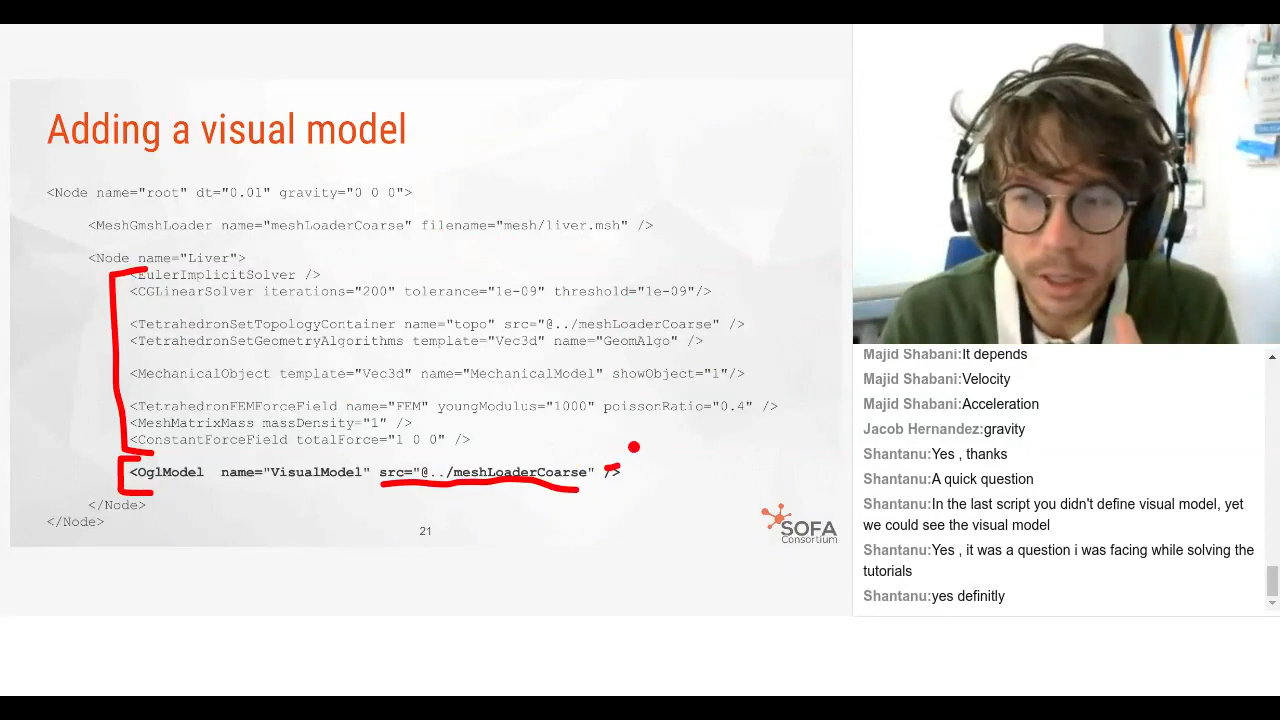 Adding a visual model
<Node name="root" dt="0.01" gravity="0 0 0">
<MeshGmshLoader name="meshLoaderCoarse" filename="mesh/liver.msh" />
<Node name="Liver">
<EulerImplicitSolver />
<CGLinearSolver iterations="200" tolerance="1e-09" threshold="1e-09"/>
<TetrahedronSetTopologyContainer name="topo" src="@../meshLoaderCoarse" />
<TetrahedronSetGeometryAlgorithms template="Vec3d" name="GeomAlgo" />
<MechanicalObject template="Vec3d" name="MechanicalModel" showObject="1"/>
<TetrahedronFEMForceField name="FEM" youngModulus="1000" poissonRatio="0.4" />
<MeshMatrixMass massDensity="1" />
<ConstantForceField totalForce="1 0 0" />
<OglModel name="VisualModel" src="@../meshLoaderCoarse" />
</Node>
</Node>
21
SOFA
Consortium
Majid Shabani:It depends
Majid Shabani:Velocity
Majid Shabani:Acceleration
Jacob Hernandez:gravity
Shantanu:Yes , thanks
Shantanu:A quick question
Shantanu:In the last script you didn't define visual model, yet
we could see the visual model
Shantanu:Yes , it was a question i was facing while solving the
tutorials
Shantanu:yes definitly